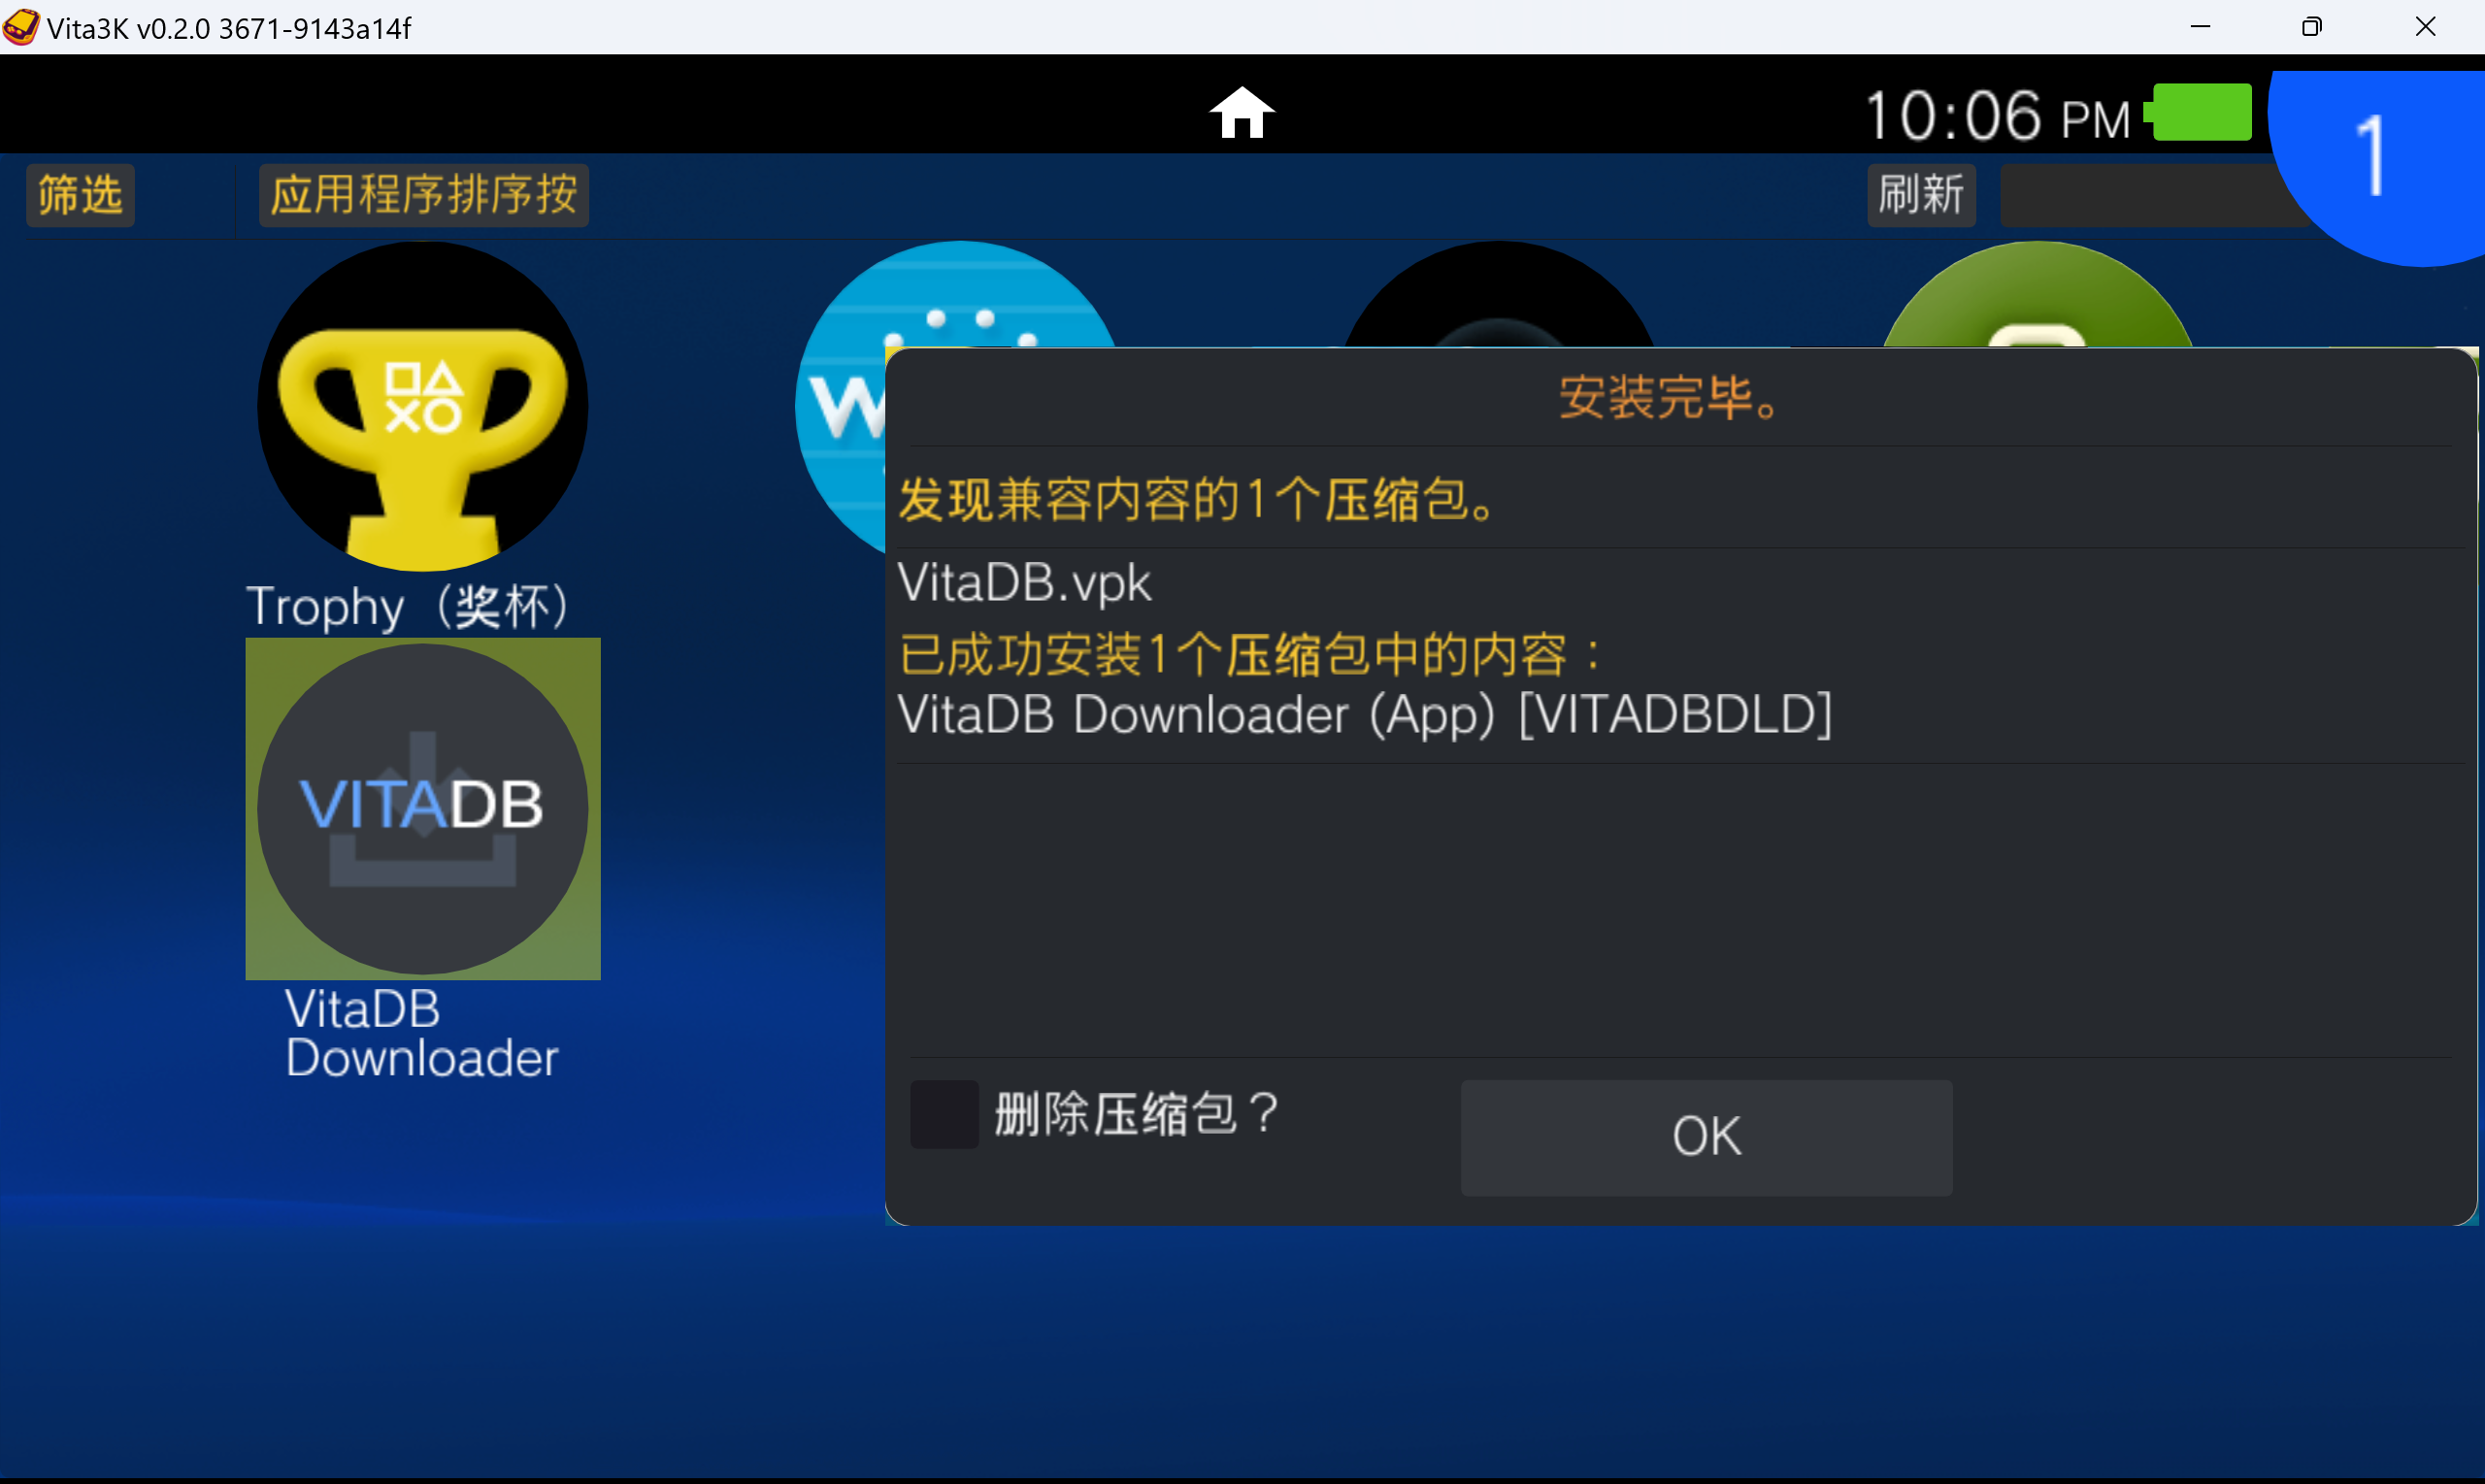 Vita3K v0.2.0 3671-9143a14f
10:06 PM
1
筛选
应用程序排序按
刷新
W
Trophy（奖杯）
VITADB
VitaDB
Downloader
安装完毕。
发现兼容内容的1个压缩包。
VitaDB.vpk
已成功安装1个压缩包中的内容：
VitaDB Downloader (App) [VITADBDLD]
删除压缩包？
OK